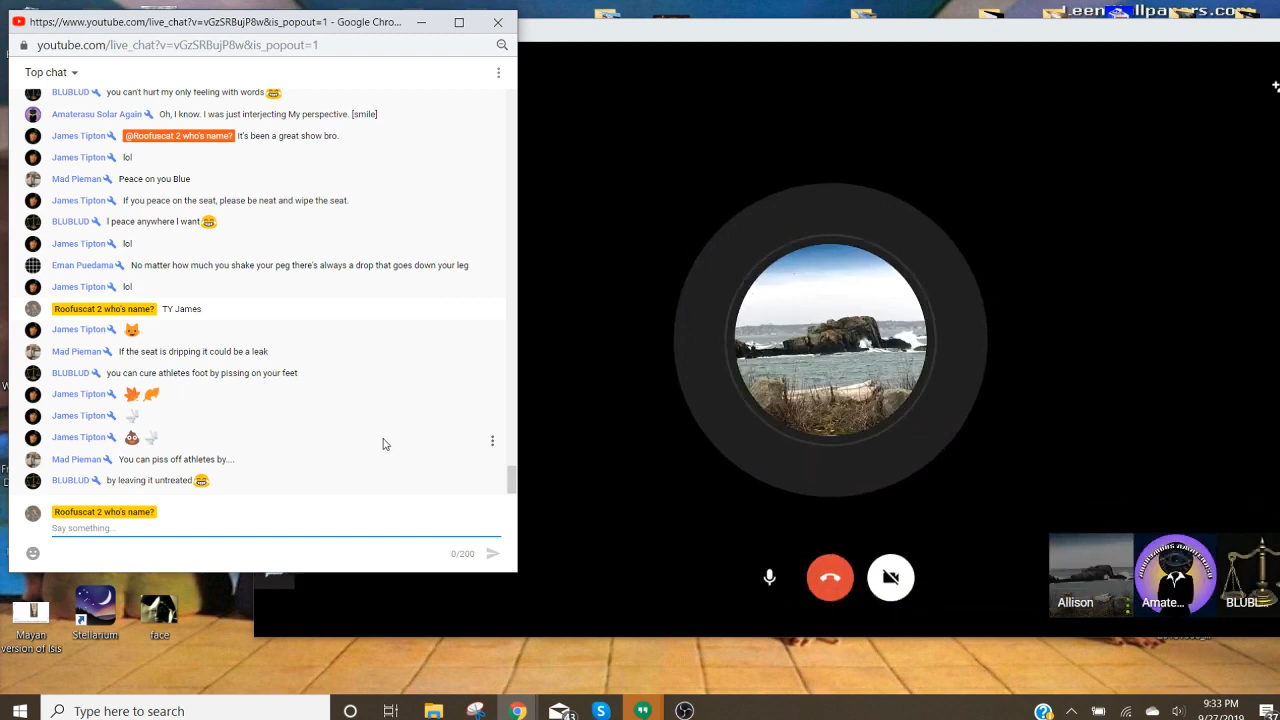 https://www.youtube.com/live_chat?v=vGzSRBujP8w&is_popout=1 - Google Chro...
youtube.com/live_chat?v=vGzSRBujP8w&is_popout=1
Top chat
BLUBLUD you can't hurt my only feeling with words
Amaterasu Solar Again Oh, I know. I was just interjecting My perspective. [smile]
James Tipton @Roofuscat 2 who's name? it's been a great show bro.
James Tipton lol
Mad Pieman Peace on you Blue
James Tipton If you peace on the seat, please be neat and wipe the seat.
BLUBLUD I peace anywhere I want
James Tipton lol
Eman Puedama No matter how much you shake your peg there's always a drop that goes down your leg
James Tipton lol
Roofuscat 2 who's name? TY James
James Tipton
Mad Pieman If the seat is dripping it could be a leak
BLUBLUD you can cure athletes foot by pissing on your feet
James Tipton
James Tipton
James Tipton
Mad Pieman You can piss off athletes by....
BLUBLUD by leaving it untreated
Roofuscat 2 who's name?
Say something...
0/200
Allison
Amate...
BLUBL...
Mayan version of Isis
Stellarium
face
Type here to search
43
9:33 PM
9/27/2019